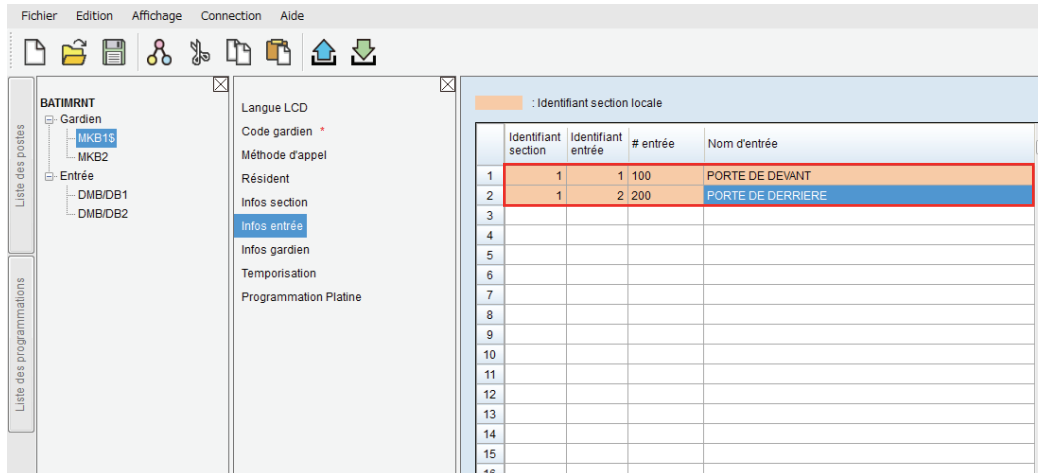 Fichier Edition Affichage Connection Aide
Liste des postes
Liste des programmations
BATIMRNT
Gardien
MKB1$
MKB2
Entrée
DMB/DB1
DMB/DB2
Langue LCD
Code gardien *
Méthode d'appel
Résident
Infos section
Infos entrée
Infos gardien
Temporisation
Programmation Platine
: Identifiant section locale
Identifiant section Identifiant entrée # entrée Nom d'entrée
1 1 1 100 PORTE DE DEVANT
2 1 2 200 PORTE DE DERRIERE
3
4
5
6
7
8
9
10
11
12
13
14
15
16